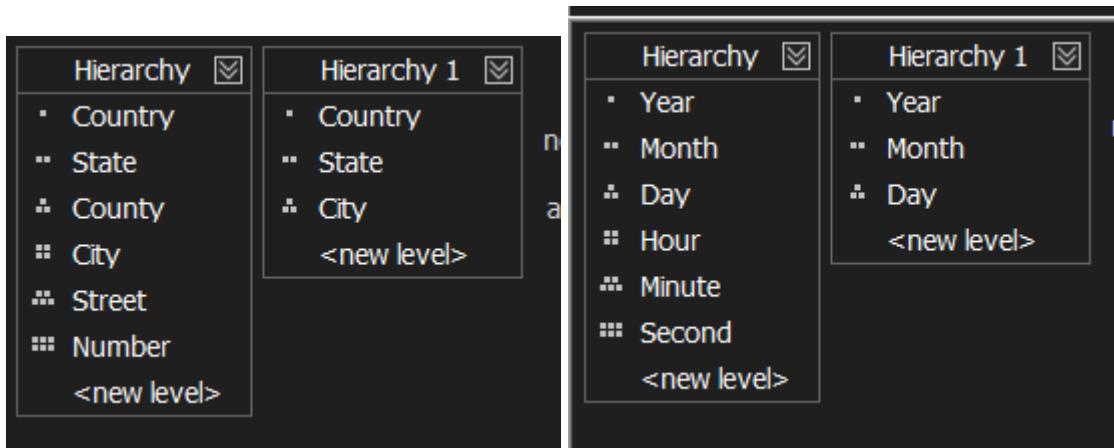 Hierarchy
Country
State
County
City
Street
Number
<new level>
Hierarchy 1
Country
State
City
<new level>
Hierarchy
Year
Month
Day
Hour
Minute
Second
<new level>
Hierarchy 1
Year
Month
Day
<new level>